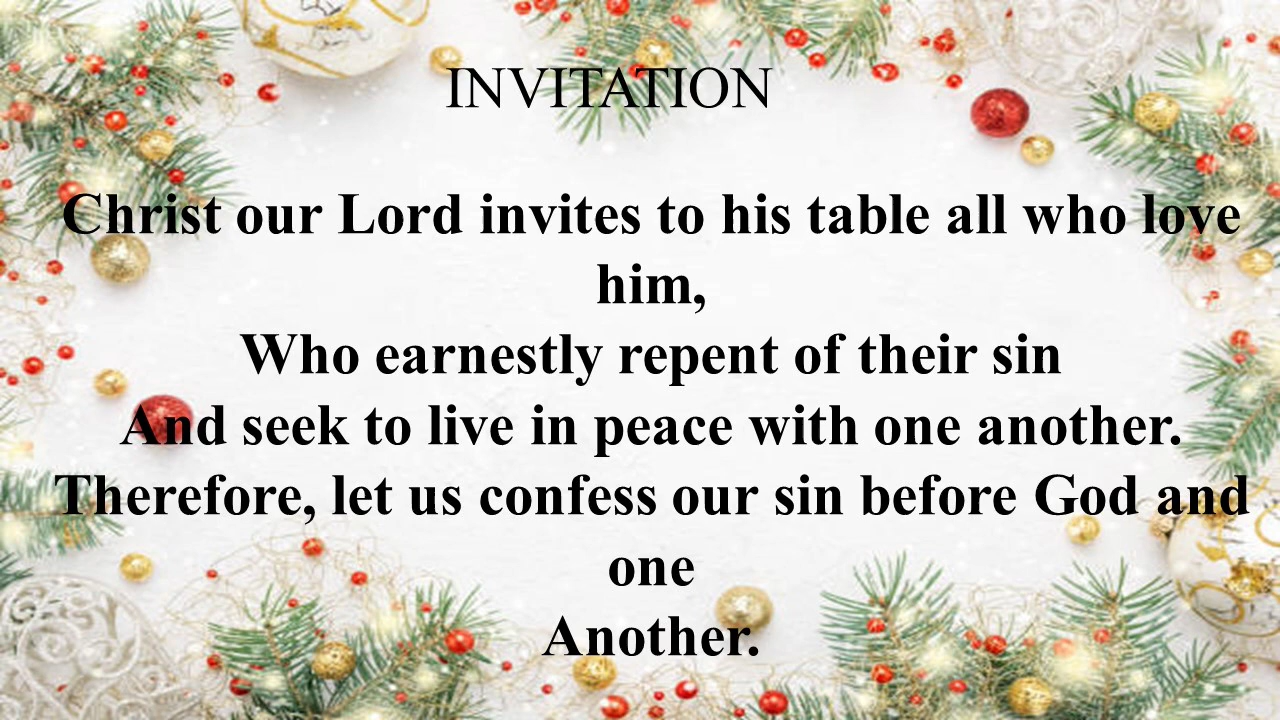 INVITATION
Christ our Lord invites to his table all who love
him,
Who earnestly repent of their sin
And seek to live in peace with one another.
Therefore, let us confess our sin before God and
one
Another.